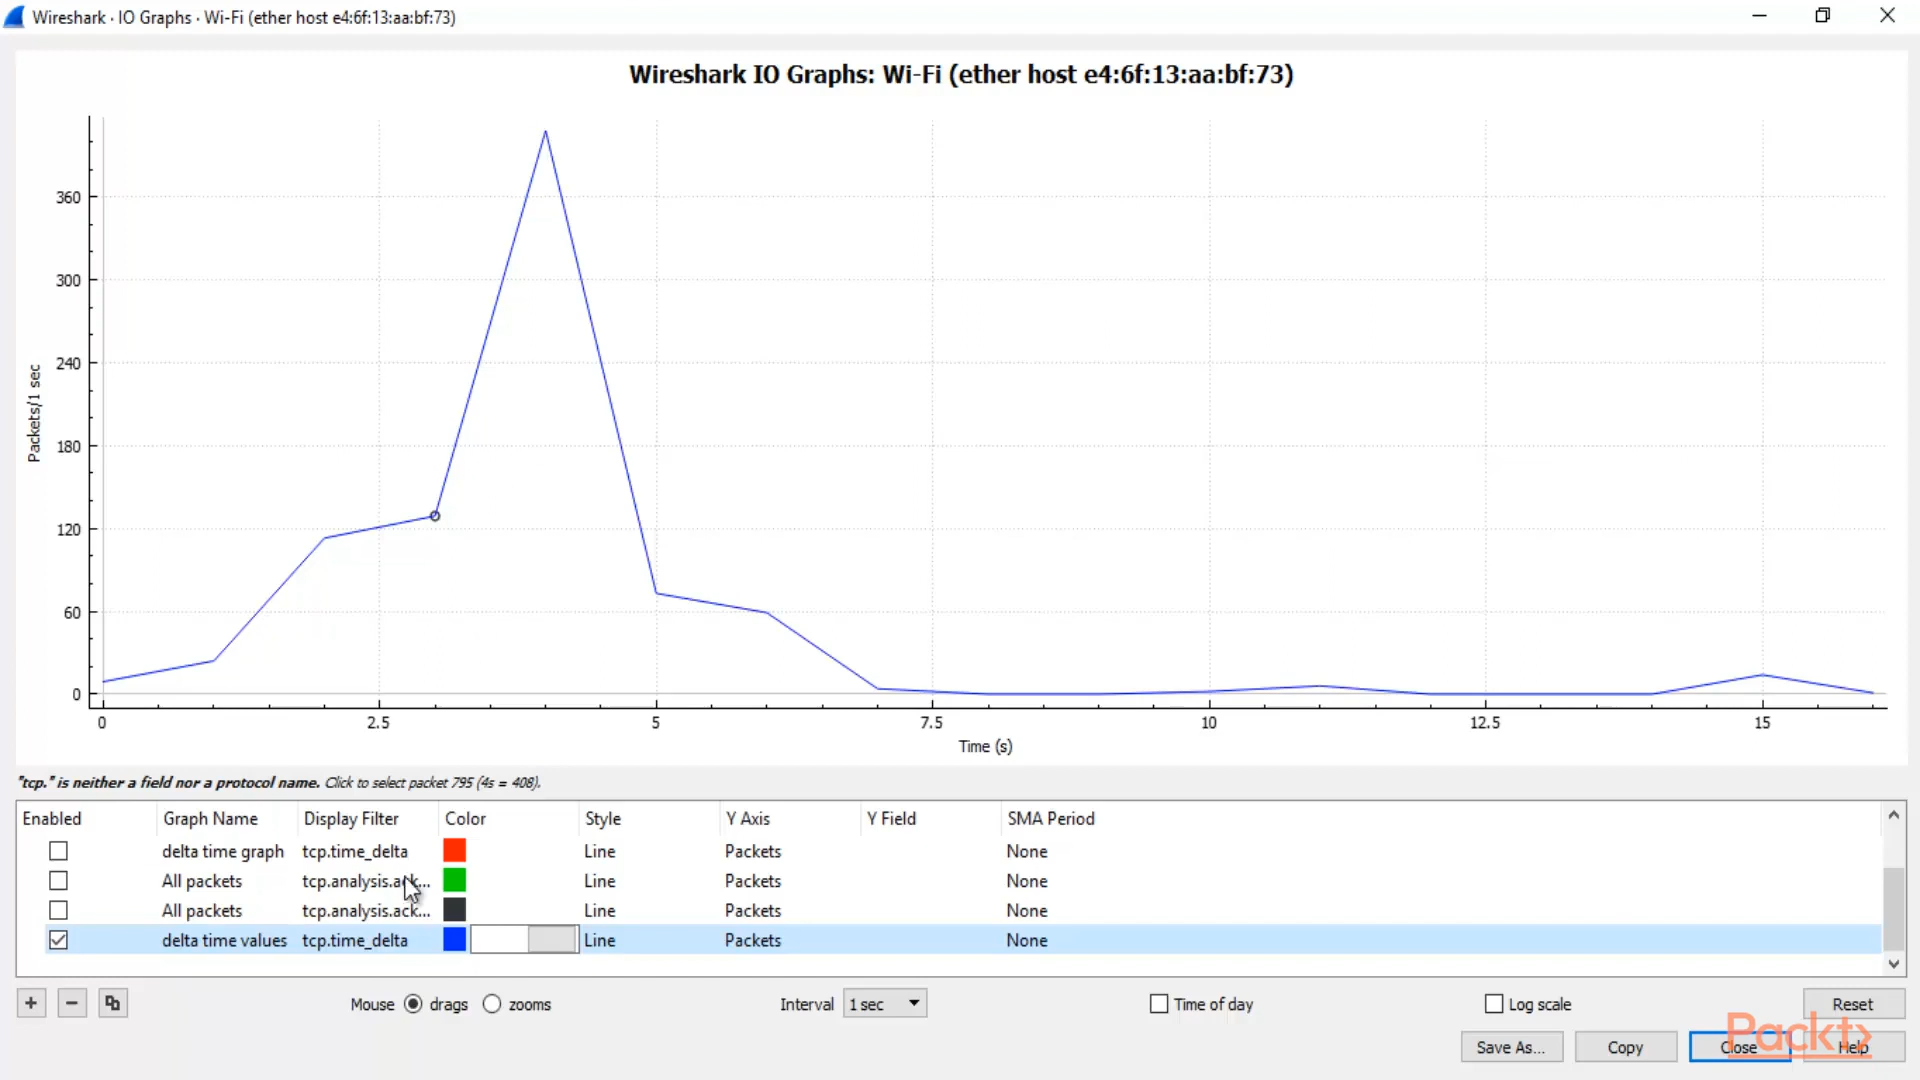 Wireshark · IO Graphs · Wi-Fi (ether host e4:6f:13:aa:bf:73)
Wireshark IO Graphs: Wi-Fi (ether host e4:6f:13:aa:bf:73)
360
300
240
180
120
60
0
Packets/1 sec
0 2.5 5 7.5 10 12.5 15
Time (s)
"tcp." is neither a field nor a protocol name. Click to select packet 795 (4s = 408).
Enabled Graph Name Display Filter Color Style Y Axis Y Field SMA Period
delta time graph tcp.time_delta Line Packets None
All packets tcp.analysis.ack... Line Packets None
All packets tcp.analysis.ack... Line Packets None
delta time values tcp.time_delta Line Packets None
+ − Mouse drags zooms Interval 1 sec Time of day Log scale Reset
Save As... Copy Close Help
Packt>